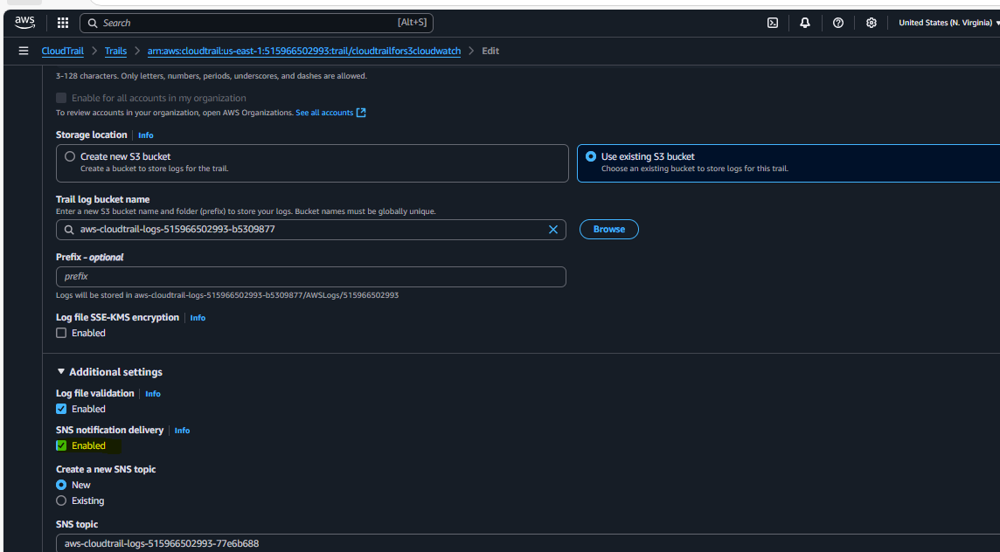 aws
Search [Alt+S] United States (N. Virginia)
CloudTrail > Trails > arn:aws:cloudtrail:us-east-1:515966502993:trail/cloudtrailfors3cloudwatch > Edit
3-128 characters. Only letters, numbers, periods, underscores, and dashes are allowed.
Enable for all accounts in my organization
To review accounts in your organization, open AWS Organizations. See all accounts
Storage location | Info
Create new S3 bucket
Create a bucket to store logs for the trail.
Use existing S3 bucket
Choose an existing bucket to store logs for this trail.
Trail log bucket name
Enter a new S3 bucket name and folder (prefix) to store your logs. Bucket names must be globally unique.
aws-cloudtrail-logs-515966502993-b5309877
Browse
Prefix - optional
prefix
Logs will be stored in aws-cloudtrail-logs-515966502993-b5309877/AWSLogs/515966502993
Log file SSE-KMS encryption | Info
Enabled
Additional settings
Log file validation | Info
Enabled
SNS notification delivery | Info
Enabled
Create a new SNS topic
New
Existing
SNS topic
aws-cloudtrail-logs-515966502993-77e6b688